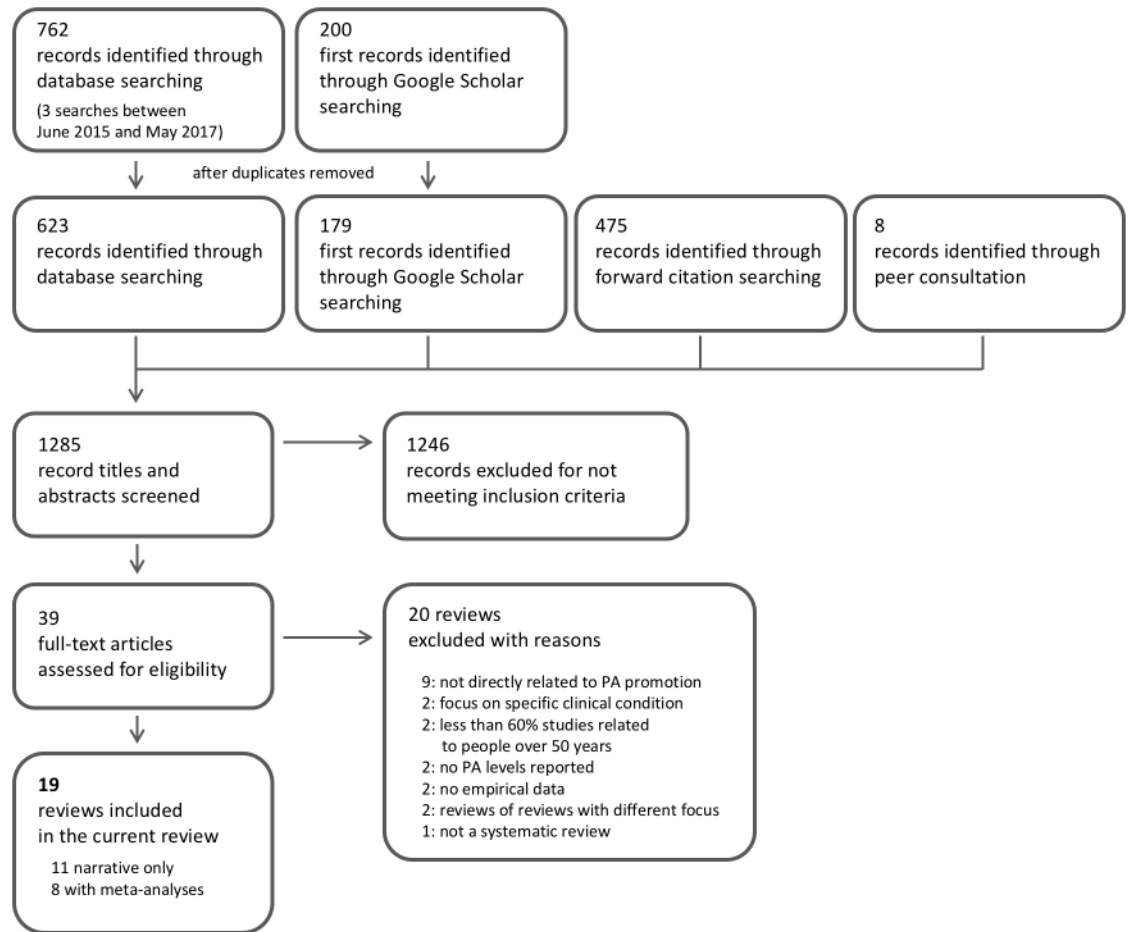 762
records identified through
database searching
(3 searches between
June 2015 and May 2017)
200
first records identified
through Google Scholar
searching
after duplicates removed
623
records identified through
database searching
179
first records identified
through Google Scholar
searching
475
records identified through
forward citation searching
8
records identified through
peer consultation
1285
record titles and
abstracts screened
1246
records excluded for not
meeting inclusion criteria
39
full-text articles
assessed for eligibility
20 reviews
excluded with reasons
9: not directly related to PA promotion
2: focus on specific clinical condition
2: less than 60% studies related
to people over 50 years
2: no PA levels reported
2: no empirical data
2: reviews of reviews with different focus
1: not a systematic review
19
reviews included
in the current review
11 narrative only
8 with meta-analyses